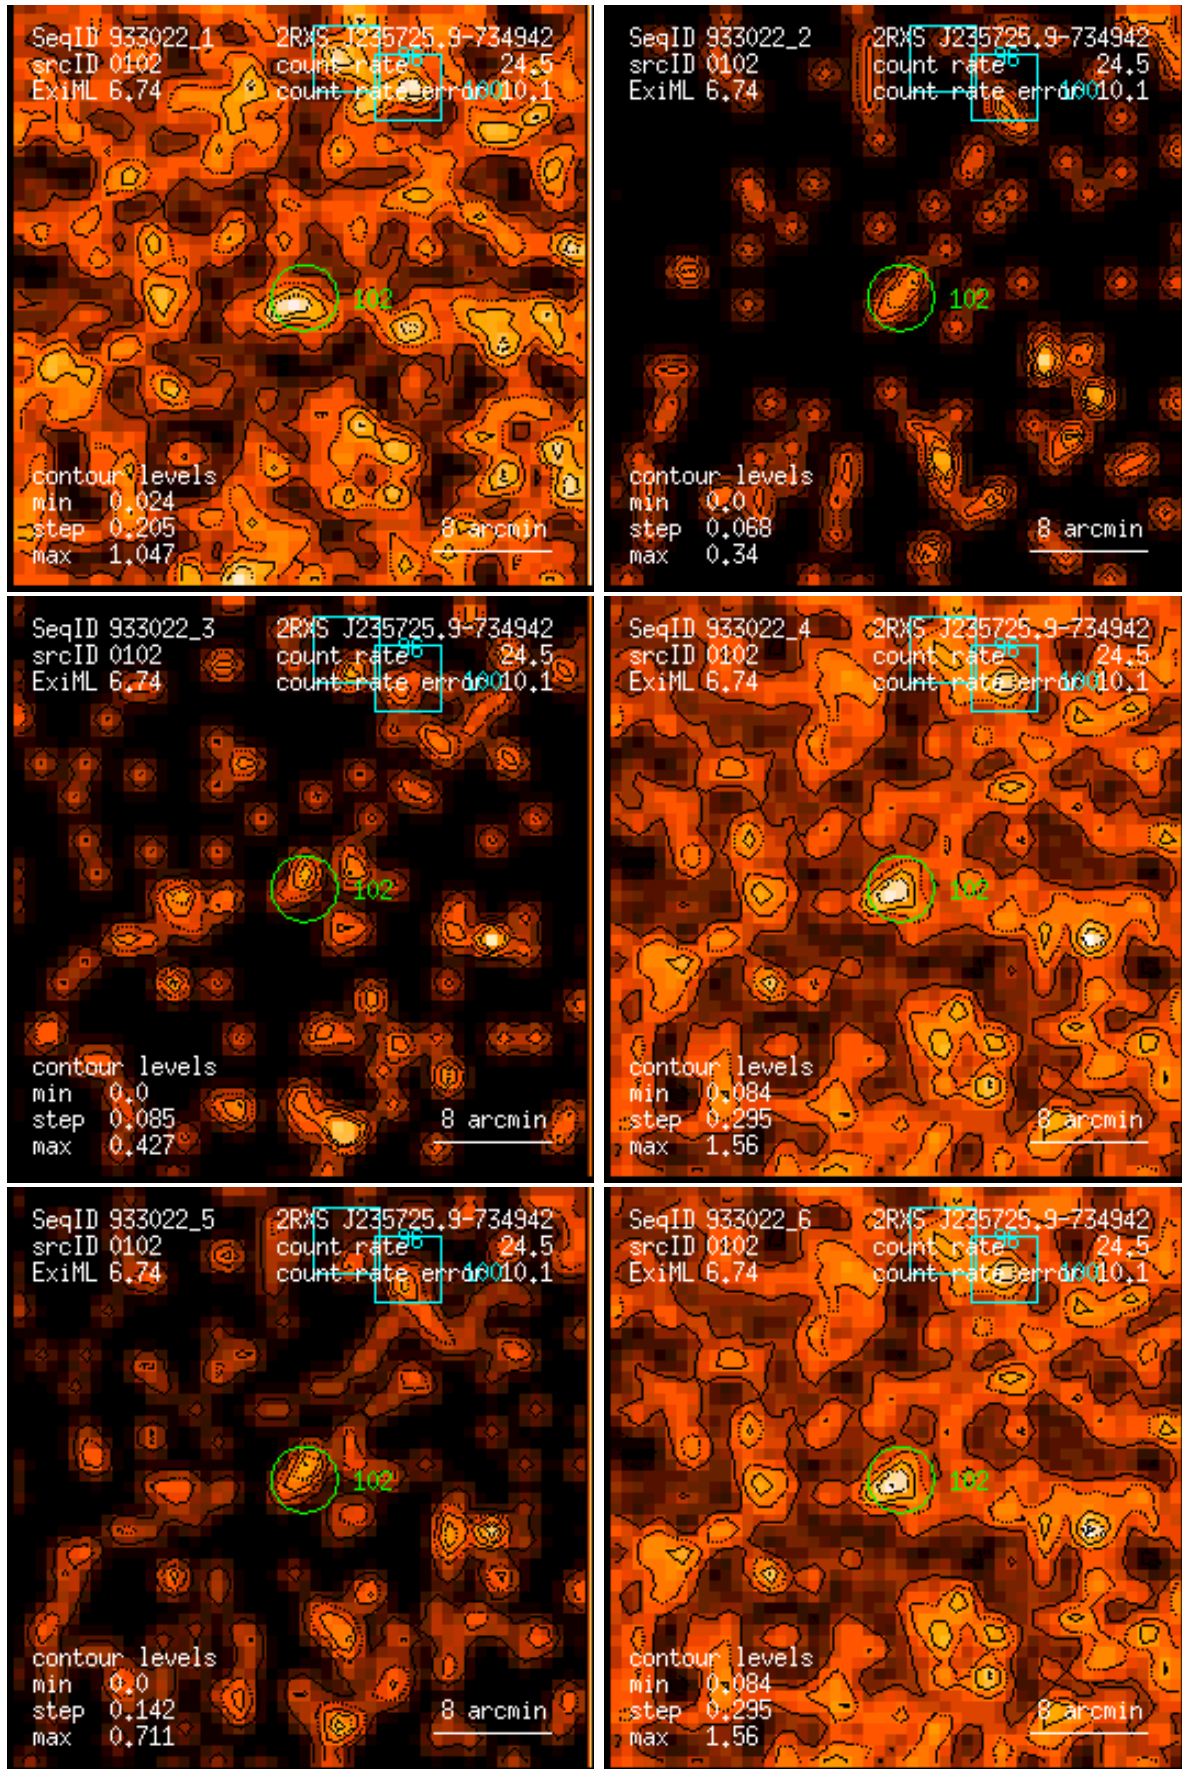 SeqID 933022_1 2RXS J235725.9-734942
srcID 0102 count rate 96 24.5
ExiML 6.74 count rate error 100 10.1
102
contour levels
min 0.024
step 0.205 8 arcmin
max 1.047
SeqID 933022_2 2RXS J235725.9-734942
srcID 0102 count rate 96 24.5
ExiML 6.74 count rate error 100 10.1
102
contour levels
min 0.0
step 0.068 8 arcmin
max 0.34
SeqID 933022_3 2RXS J235725.9-734942
srcID 0102 count rate 96 24.5
ExiML 6.74 count rate error 100 10.1
102
contour levels
min 0.0
step 0.085 8 arcmin
max 0.427
SeqID 933022_4 2RXS J235725.9-734942
srcID 0102 count rate 96 24.5
ExiML 6.74 count rate error 100 10.1
102
contour levels
min 0.084
step 0.295 8 arcmin
max 1.56
SeqID 933022_5 2RXS J235725.9-734942
srcID 0102 count rate 96 24.5
ExiML 6.74 count rate error 100 10.1
102
contour levels
min 0.0
step 0.142 8 arcmin
max 0.711
SeqID 933022_6 2RXS J235725.9-734942
srcID 0102 count rate 96 24.5
ExiML 6.74 count rate error 100 10.1
102
contour levels
min 0.084
step 0.295 8 arcmin
max 1.56